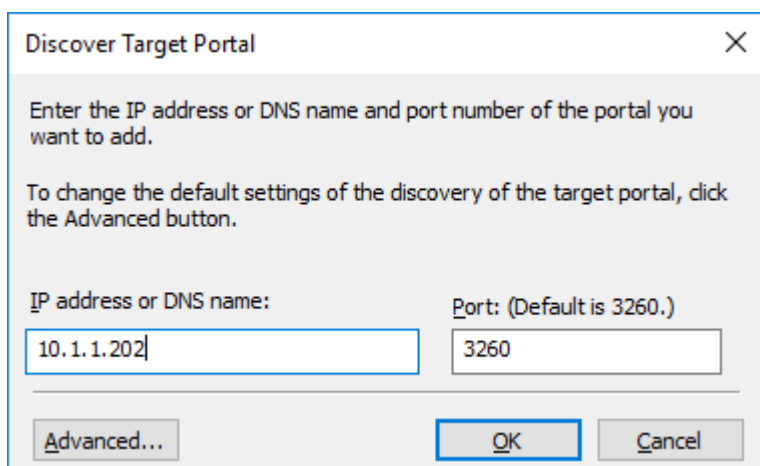 Discover Target Portal
Enter the IP address or DNS name and port number of the portal you
want to add.
To change the default settings of the discovery of the target portal, click
the Advanced button.
IP address or DNS name:
Port: (Default is 3260.)
10.1.1.202
3260
Advanced...
OK
Cancel